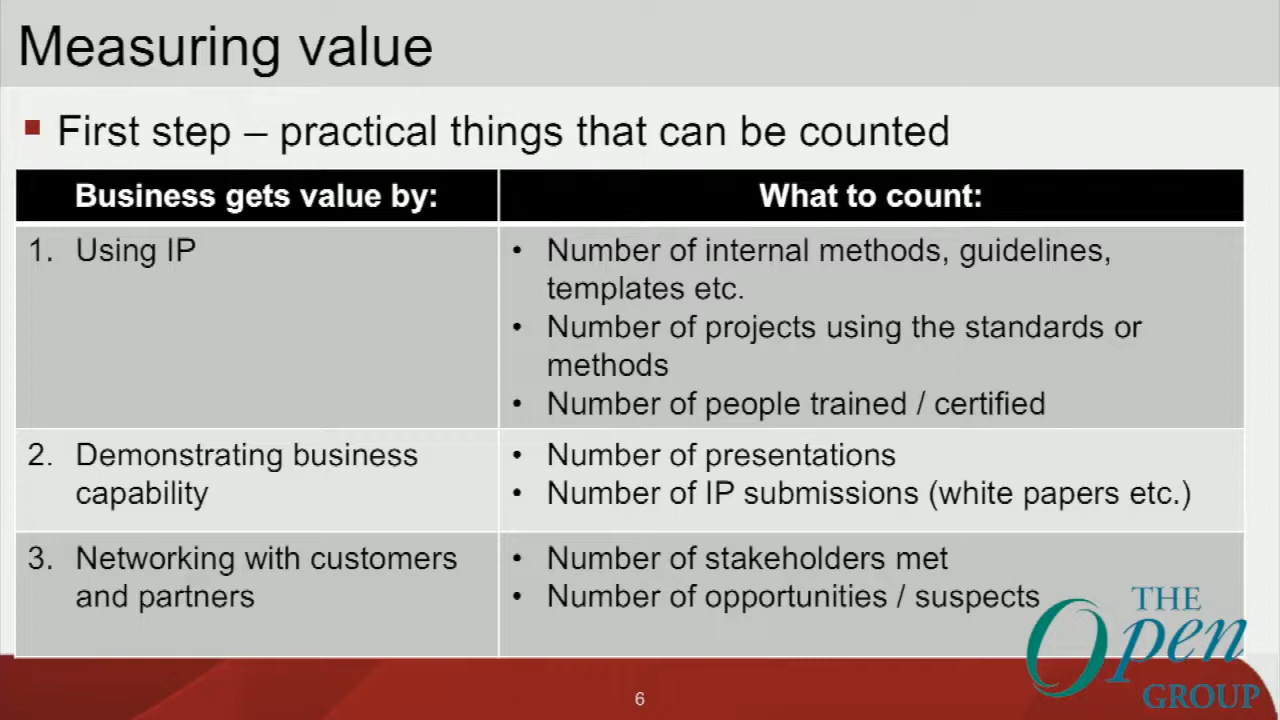 Measuring value
▪ First step – practical things that can be counted
Business gets value by:
What to count:
1. Using IP
• Number of internal methods, guidelines,
templates etc.
• Number of projects using the standards or
methods
• Number of people trained / certified
2. Demonstrating business
capability
• Number of presentations
• Number of IP submissions (white papers etc.)
3. Networking with customers
and partners
• Number of stakeholders met
• Number of opportunities / suspects
THE
Open
GROUP
6